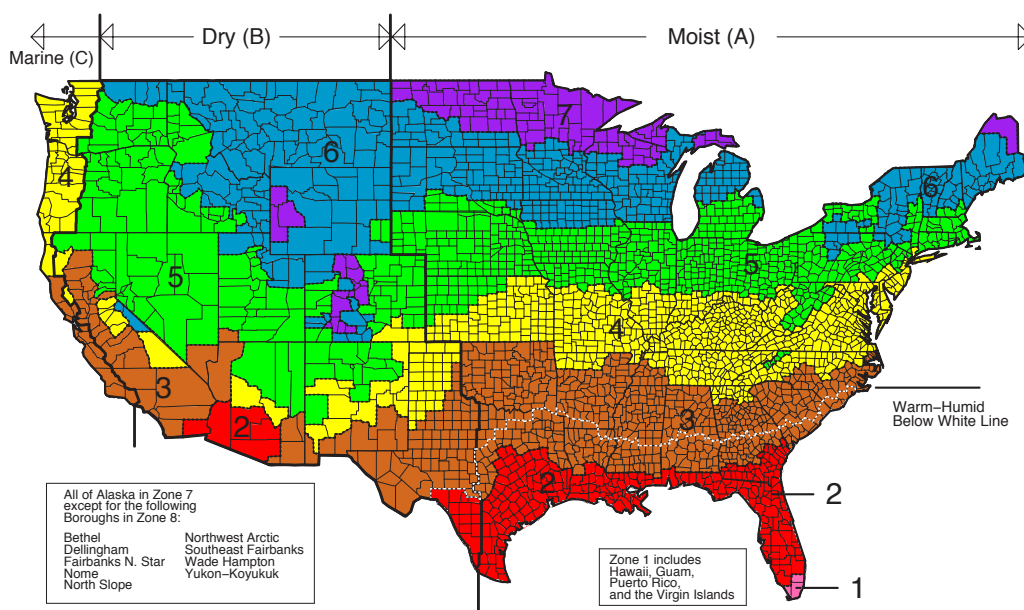 Marine (C)
Dry (B)
Moist (A)
7
6
6
4
5
5
4
3
3
2
2
Warm−Humid
Below White Line
2
1
All of Alaska in Zone 7
except for the following
Boroughs in Zone 8:
Bethel
Dellingham
Fairbanks N. Star
Nome
North Slope
Northwest Arctic
Southeast Fairbanks
Wade Hampton
Yukon−Koyukuk
Zone 1 includes
Hawaii, Guam,
Puerto Rico,
and the Virgin Islands